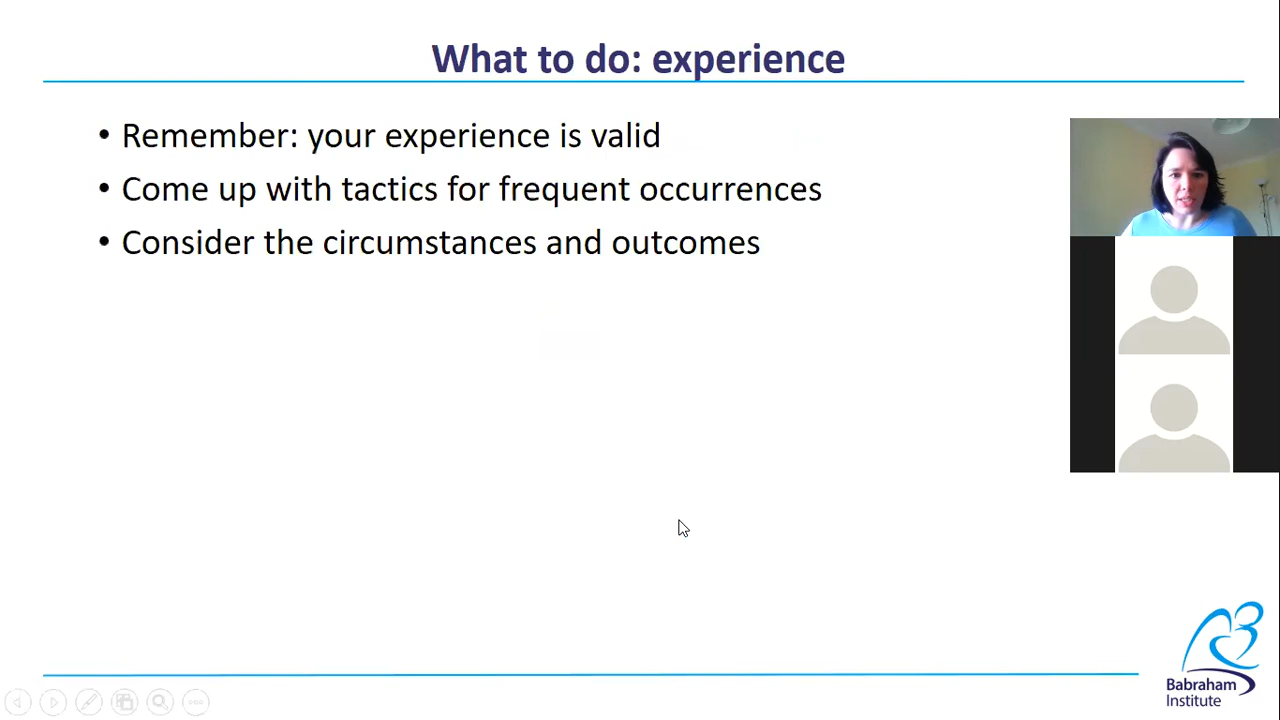 What to do: experience
• Remember: your experience is valid
• Come up with tactics for frequent occurrences
• Consider the circumstances and outcomes
Babraham
Institute